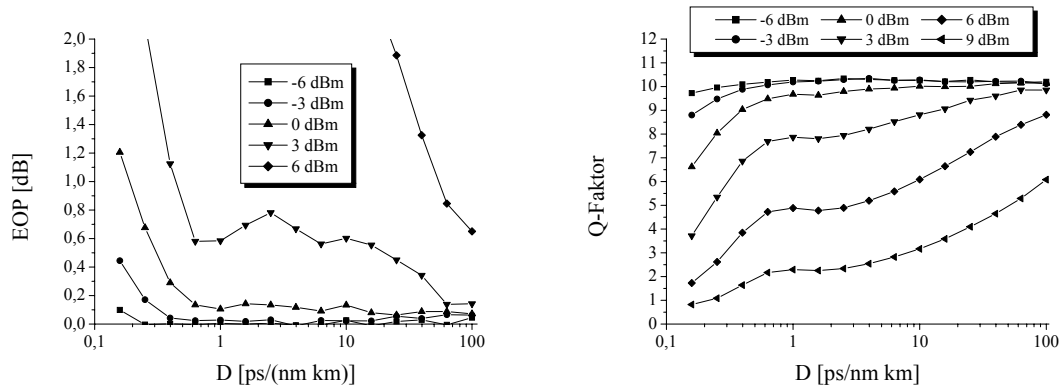 EOP [dB]
2,0
1,8
1,6
1,4
1,2
1,0
0,8
0,6
0,4
0,2
0,0
0,1
1
10
100
D [ps/(nm km)]
-6 dBm
-3 dBm
0 dBm
3 dBm
6 dBm
-6 dBm 0 dBm 6 dBm
-3 dBm 3 dBm 9 dBm
Q-Faktor
12
11
10
9
8
7
6
5
4
3
2
1
0
0,1
1
10
100
D [ps/nm km)]